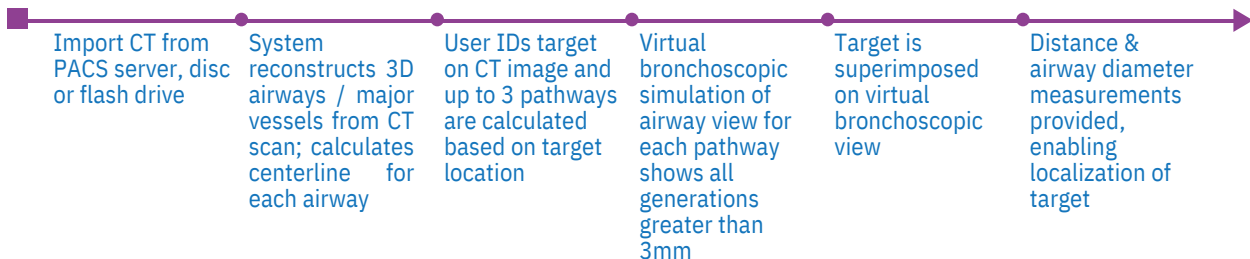 Import CT from
PACS server, disc
or flash drive
System
reconstructs 3D
airways / major
vessels from CT
scan; calculates
centerline for
each airway
User IDs target
on CT image and
up to 3 pathways
are calculated
based on target
location
Virtual
bronchoscopic
simulation of
airway view for
each pathway
shows all
generations
greater than
3mm
Target is
superimposed
on virtual
bronchoscopic
view
Distance &
airway diameter
measurements
provided,
enabling
localization of
target